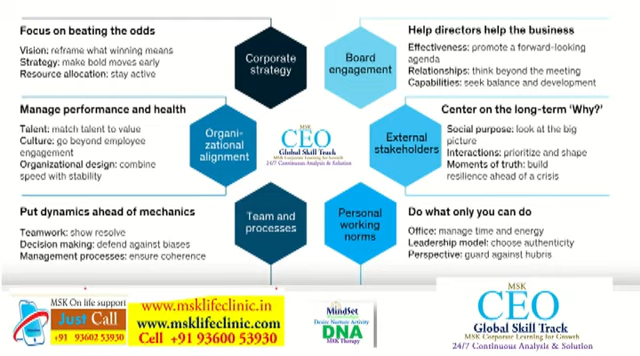 Focus on beating the odds
Vision: reframe what winning means
Strategy: make bold moves early
Resource allocation: stay active
Corporate
strategy
Board
engagement
Help directors help the business
Effectiveness: promote a forward-looking
agenda
Relationships: think beyond the meeting
Capabilities: seek balance and development
Manage performance and health
Talent: match talent to value
Culture: go beyond employee
engagement
Organizational design: combine
speed with stability
Organi-
zational
alignment
MSK
CEO
Global Skill Track
MSK Corporate Learning for Growth
24/7 Continuous Analysis & Solution
External
stakeholders
Center on the long-term ‘Why?’
Social purpose: look at the big
picture
Interactions: prioritize and shape
Moments of truth: build
resilience ahead of a crisis
Put dynamics ahead of mechanics
Teamwork: show resolve
Decision making: defend against biases
Management processes: ensure coherence
Team and
processes
Personal
working
norms
Do what only you can do
Office: manage time and energy
Leadership model: choose authenticity
Perspective: guard against hubris
MSK On life support
Just Call
+91 93602 53930
www.msklifeclinic.in
www.msklifeclinic.com
Cell +91 93600 53930
MindSet
Desire Nurture Activity
DNA
MSK Therapy
MSK
CEO
Global Skill Track
MSK Corporate Learning for Growth
24/7 Continuous Analysis & Solution